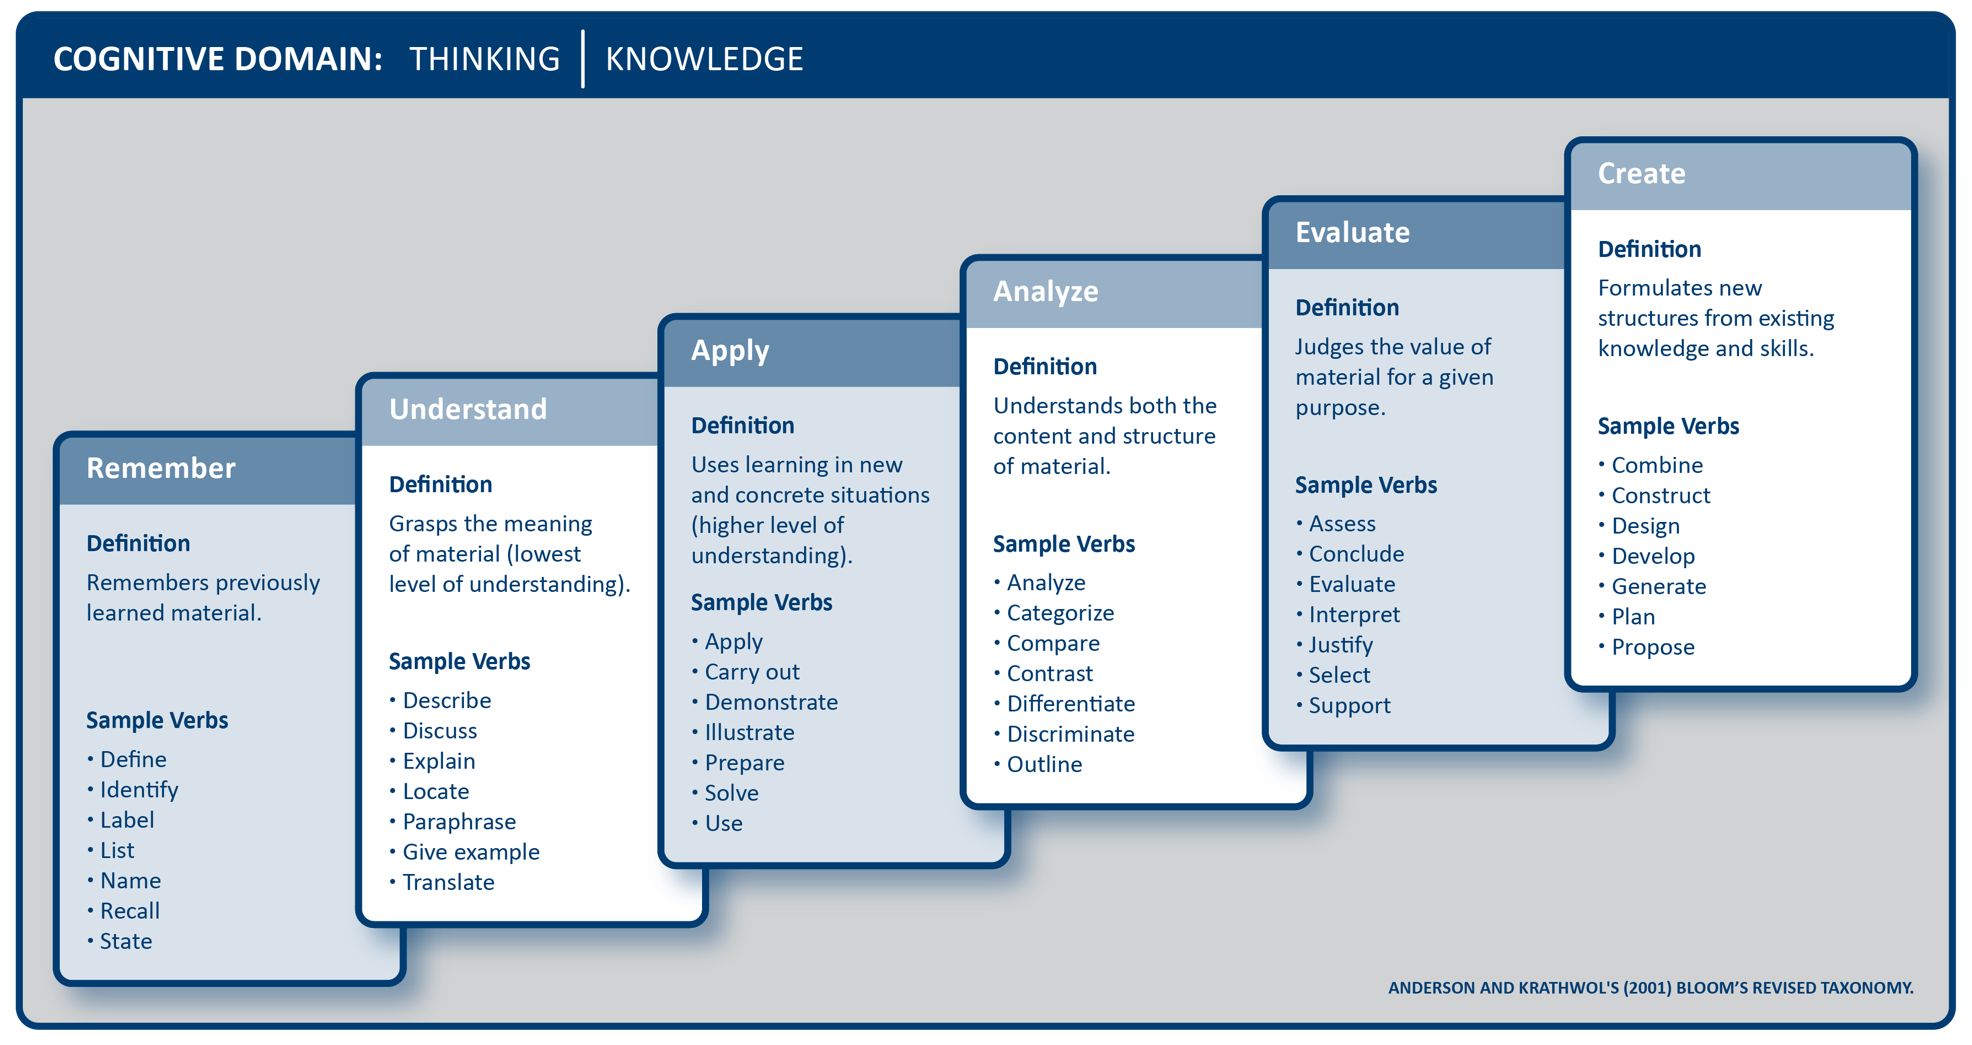 COGNITIVE DOMAIN: THINKING | KNOWLEDGE
Remember
Definition
Remembers previously
learned material.
Sample Verbs
• Define
• Identify
• Label
• List
• Name
• Recall
• State
Understand
Definition
Grasps the meaning
of material (lowest
level of understanding).
Sample Verbs
• Describe
• Discuss
• Explain
• Locate
• Paraphrase
• Give example
• Translate
Apply
Definition
Uses learning in new
and concrete situations
(higher level of
understanding).
Sample Verbs
• Apply
• Carry out
• Demonstrate
• Illustrate
• Prepare
• Solve
• Use
Analyze
Definition
Understands both the
content and structure
of material.
Sample Verbs
• Analyze
• Categorize
• Compare
• Contrast
• Differentiate
• Discriminate
• Outline
Evaluate
Definition
Judges the value of
material for a given
purpose.
Sample Verbs
• Assess
• Conclude
• Evaluate
• Interpret
• Justify
• Select
• Support
Create
Definition
Formulates new
structures from existing
knowledge and skills.
Sample Verbs
• Combine
• Construct
• Design
• Develop
• Generate
• Plan
• Propose
ANDERSON AND KRATHWOL'S (2001) BLOOM’S REVISED TAXONOMY.